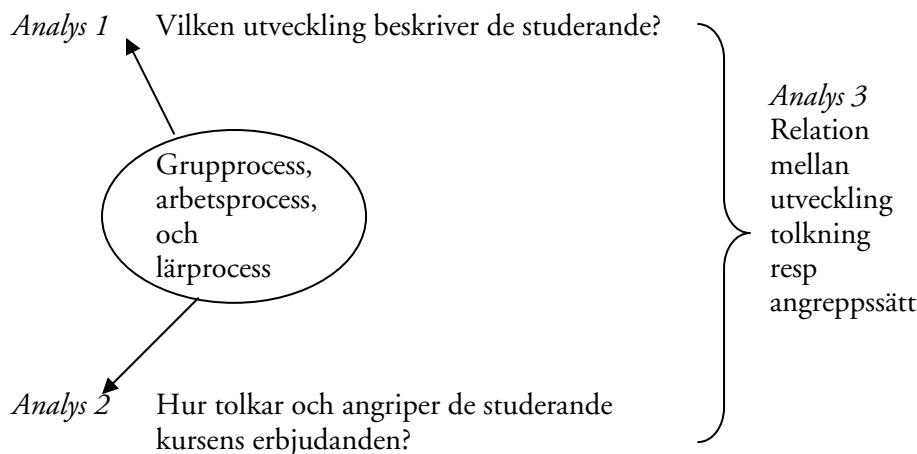 Analys 1 Vilken utveckling beskriver de studerande?
Grupprocess,
arbetsprocess,
och
lärprocess
Analys 2 Hur tolkar och angriper de studerande
kursens erbjudanden?
Analys 3
Relation
mellan
utveckling
tolkning
resp
angreppssätt